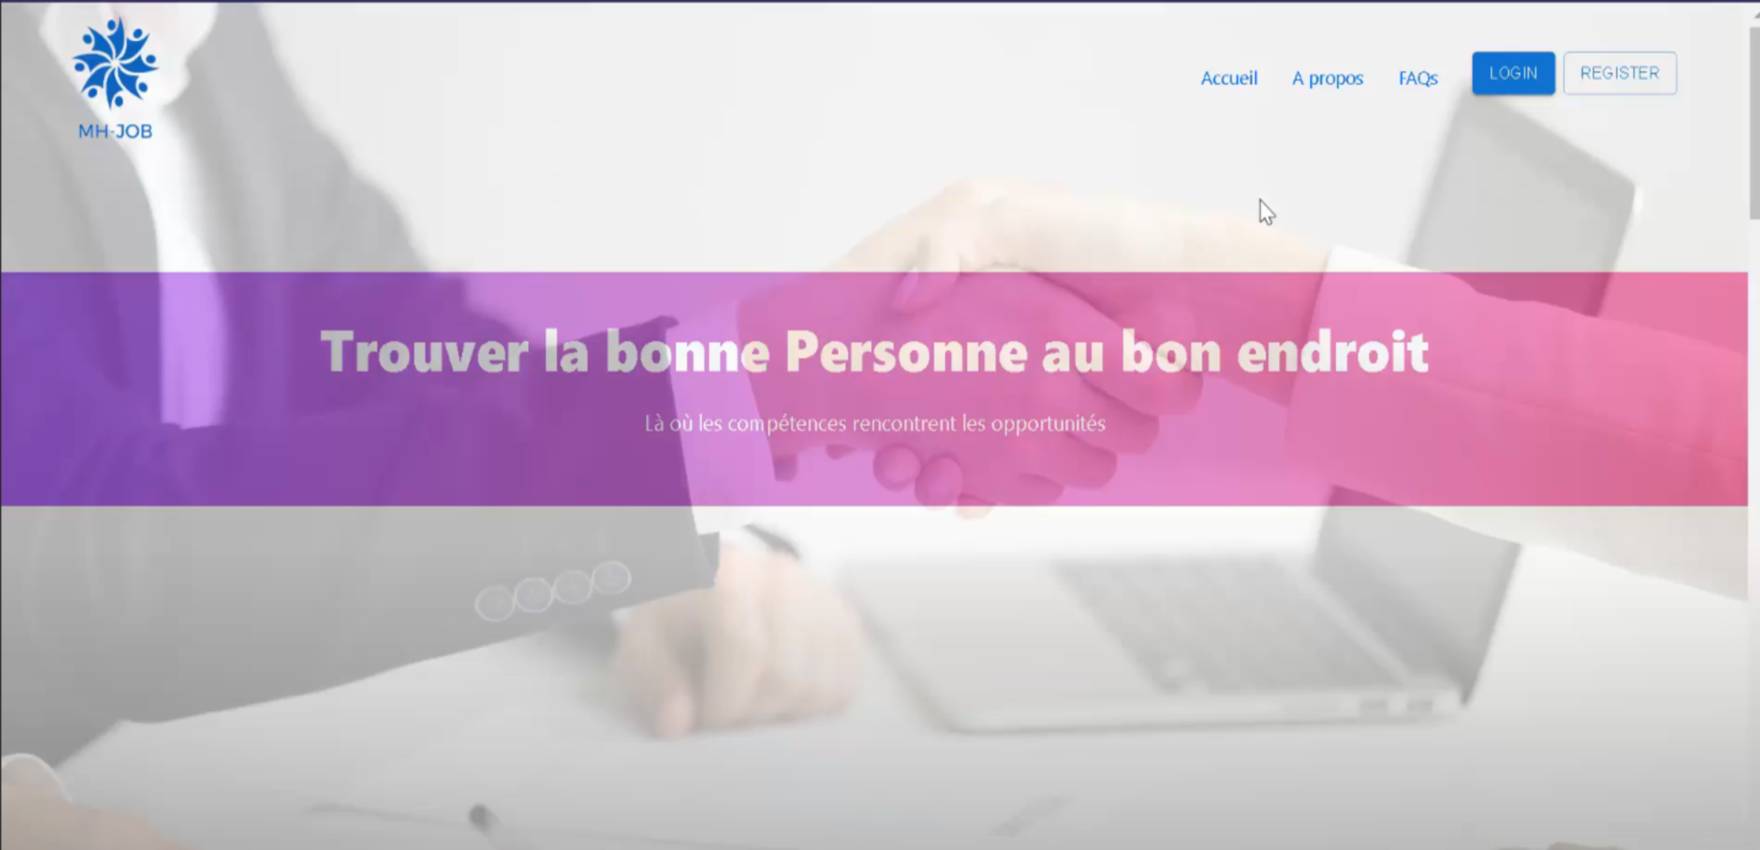 MH-JOB
Accueil A propos FAQs LOGIN REGISTER
Trouver la bonne Personne au bon endroit
Là où les compétences rencontrent les opportunités